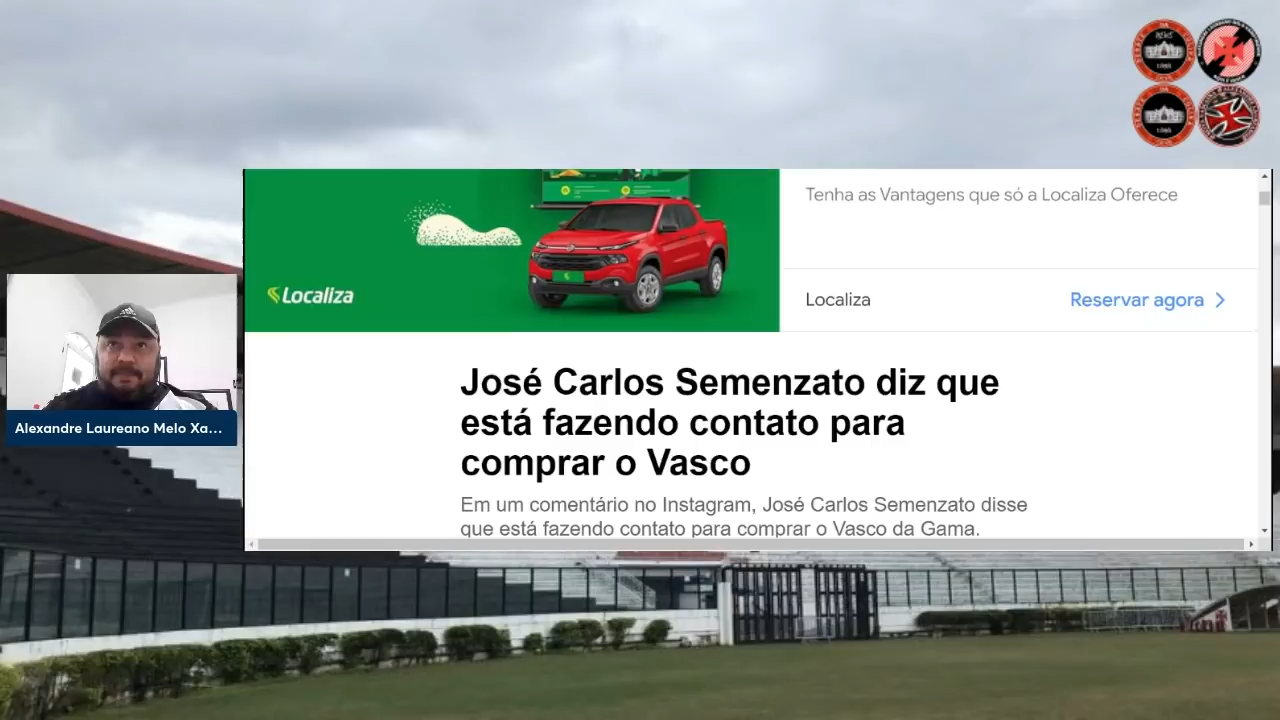 Tenha as Vantagens que só a Localiza Oferece
Localiza
Localiza
Reservar agora
José Carlos Semenzato diz que
está fazendo contato para
comprar o Vasco
Em um comentário no Instagram, José Carlos Semenzato disse
que está fazendo contato para comprar o Vasco da Gama.
Alexandre Laureano Melo Xa...